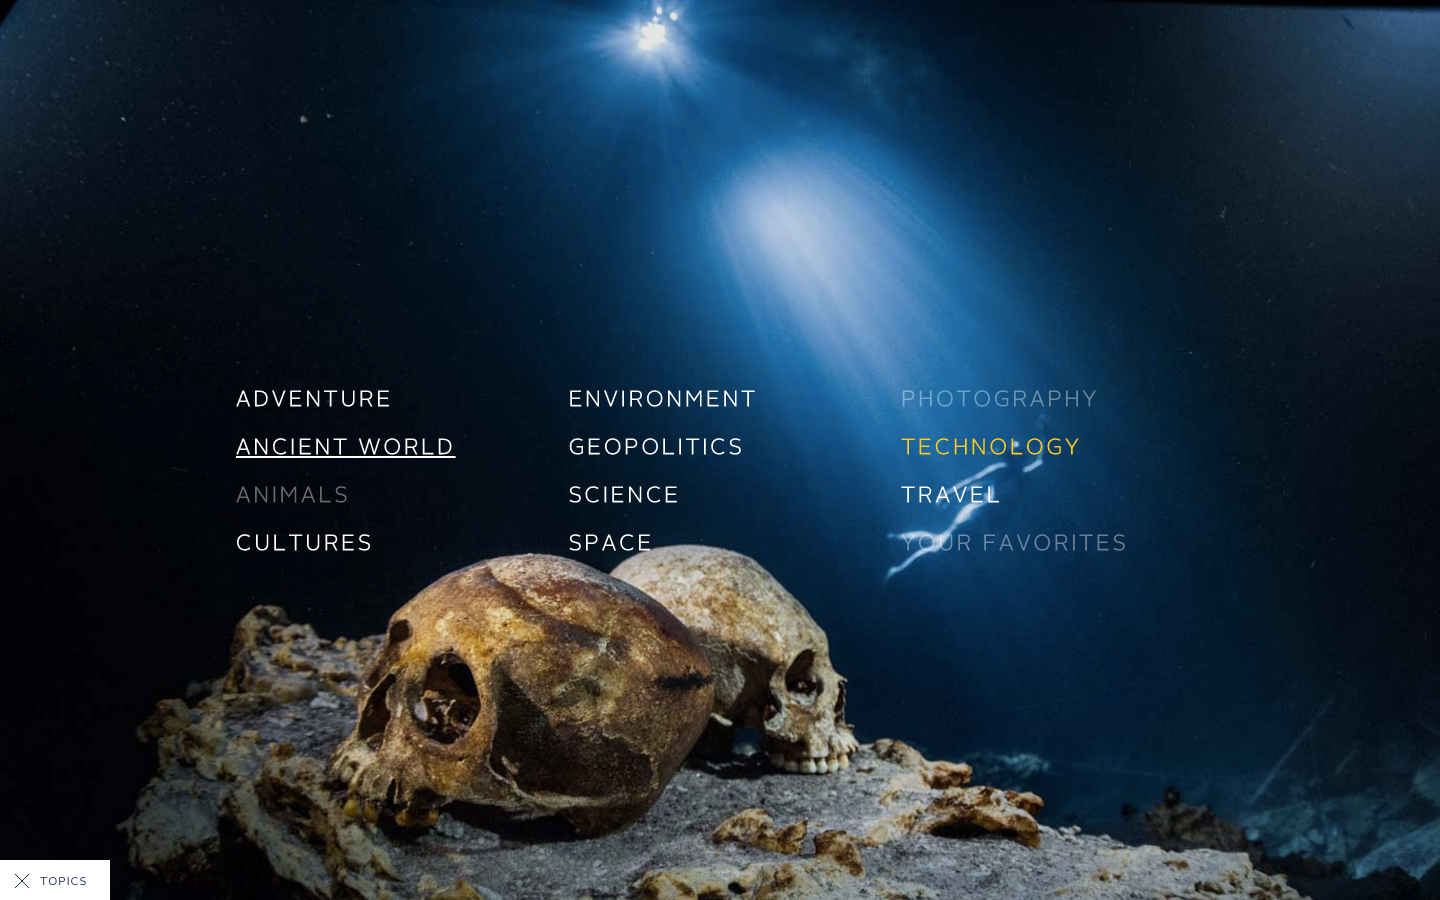 ADVENTURE
ANCIENT WORLD
ANIMALS
CULTURES
ENVIRONMENT
GEOPOLITICS
SCIENCE
SPACE
PHOTOGRAPHY
TECHNOLOGY
TRAVEL
YOUR FAVORITES
TOPICS